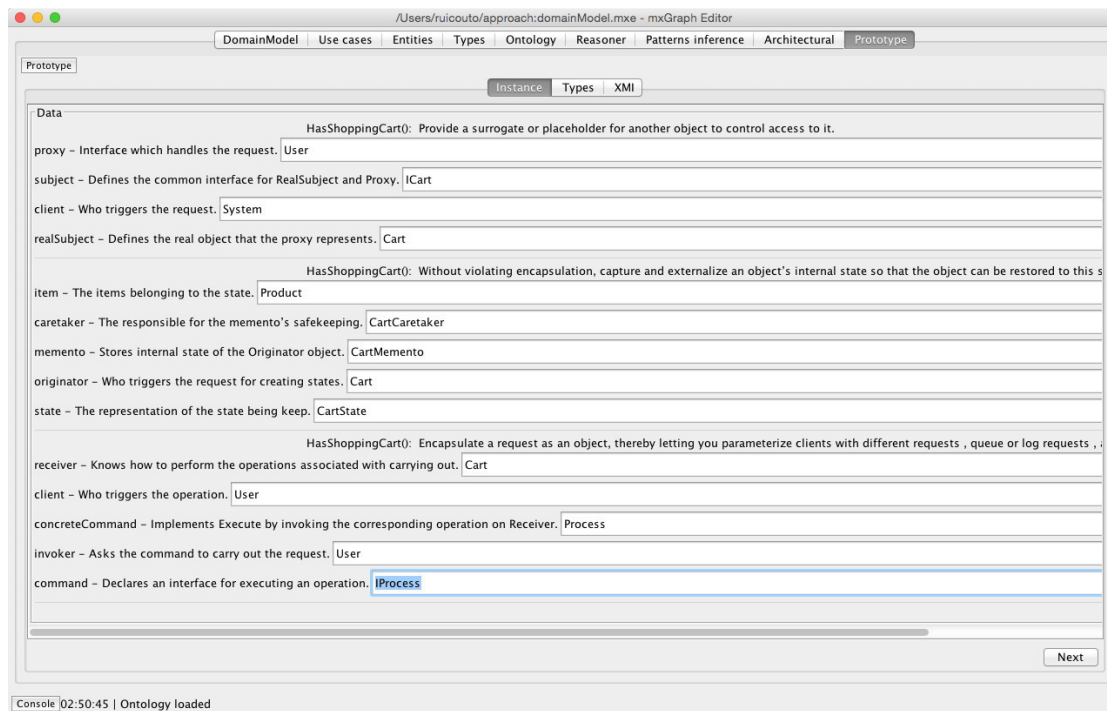 /Users/ruicouto/approach:domainModel.mxe - mxGraph Editor
DomainModel Use cases Entities Types Ontology Reasoner Patterns inference Architectural Prototype
Prototype
Instance Types XMI
Data
HasShoppingCart(): Provide a surrogate or placeholder for another object to control access to it.
proxy – Interface which handles the request. User
subject – Defines the common interface for RealSubject and Proxy. ICart
client – Who triggers the request. System
realSubject – Defines the real object that the proxy represents. Cart
HasShoppingCart(): Without violating encapsulation, capture and externalize an object's internal state so that the object can be restored to this s
item – The items belonging to the state. Product
caretaker – The responsible for the memento's safekeeping. CartCaretaker
memento – Stores internal state of the Originator object. CartMemento
originator – Who triggers the request for creating states. Cart
state – The representation of the state being keep. CartState
HasShoppingCart(): Encapsulate a request as an object, thereby letting you parameterize clients with different requests , queue or log requests ,
receiver – Knows how to perform the operations associated with carrying out. Cart
client – Who triggers the operation. User
concreteCommand – Implements Execute by invoking the corresponding operation on Receiver. Process
invoker – Asks the command to carry out the request. User
command – Declares an interface for executing an operation. IProcess
Next
Console 02:50:45 | Ontology loaded